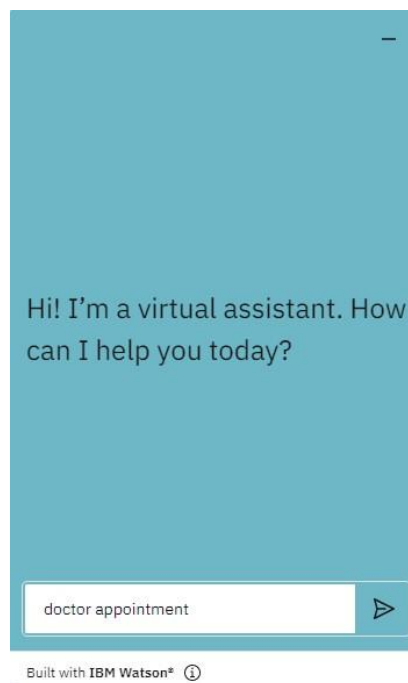 Hi! I’m a virtual assistant. How
can I help you today?
doctor appointment
Built with IBM Watson®